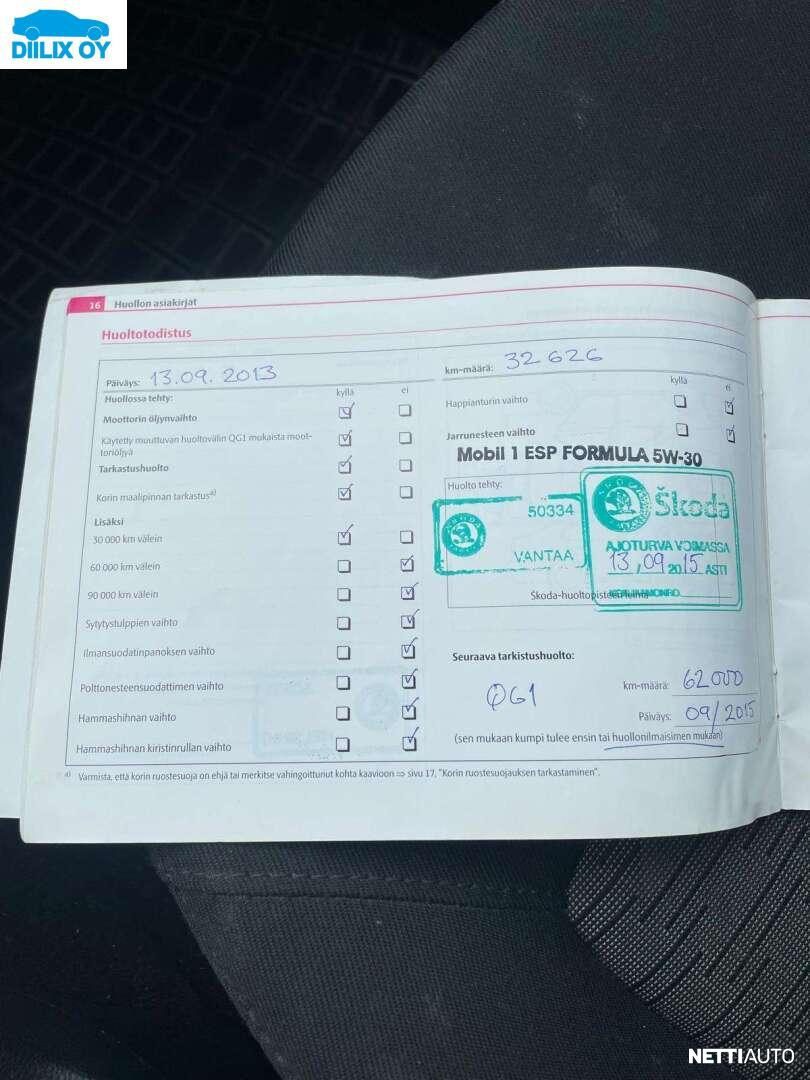 DIILIX OY
16 Huollon asiakirjat
Huoltotodistus
Päiväys: 13.09. 2013
Huollossa tehty: kyllä ei
Moottorin öljynvaihto
Käytetty muuttuvan huoltovälin QG1 mukaista moot-
toriöljyä
Tarkastushuolto
Korin maalipinnan tarkastus a)
Lisäksi
30 000 km välein
60 000 km välein
90 000 km välein
Sytytystulppien vaihto
Ilmansuodatinpanoksen vaihto
Polttonesteensuodattimen vaihto
Hammashihnan vaihto
Hammashihnan kiristinrullan vaihto
km-määrä: 32 626
kyllä ei
Happianturin vaihto
Jarrunesteen vaihto
Mobil 1 ESP FORMULA 5W-30
Huolto tehty:
50334
VANTAA
Škoda
AJOTURVA VOIMASSA
13.09.2015 ASTI
Škoda-huoltopisteen
Seuraava tarkistushuolto:
QG1
km-määrä: 62000
Päiväys: 09/2015
(sen mukaan kumpi tulee ensin tai huollonilmaisimen mukaan)
a) Varmista, että korin ruostesuoja on ehjä tai merkitse vahingoittunut kohta kaavioon ⇒ sivu 17, "Korin ruostesuojauksen tarkastaminen".
NETTIAUTO